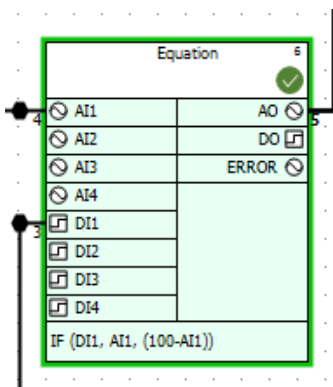 Equation 6
4 AI1 AO 5
AI2 DO
AI3 ERROR
AI4
3 DI1
DI2
DI3
DI4
IF (DI1, AI1, (100-AI1))